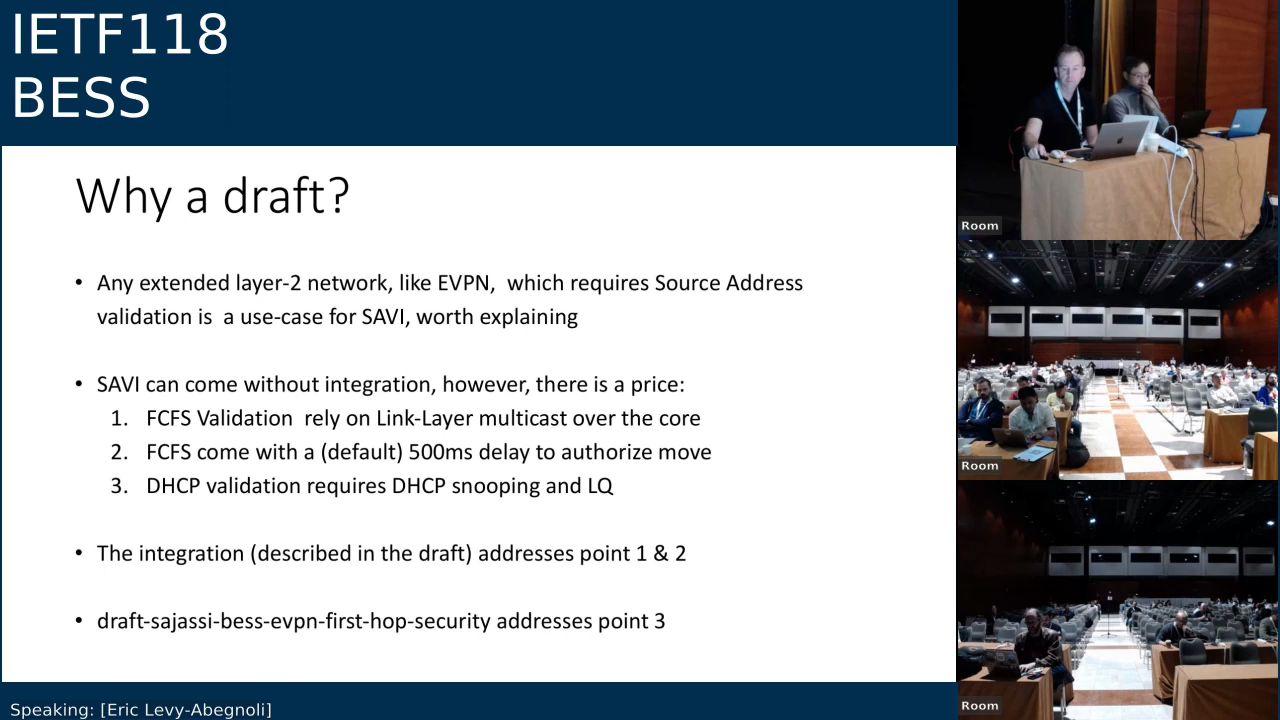 IETF118
BESS
Why a draft?
• Any extended layer-2 network, like EVPN,  which requires Source Address
validation is  a use-case for SAVI, worth explaining
• SAVI can come without integration, however, there is a price:
1. FCFS Validation  rely on Link-Layer multicast over the core
2. FCFS come with a (default) 500ms delay to authorize move
3. DHCP validation requires DHCP snooping and LQ
• The integration (described in the draft) addresses point 1 & 2
• draft-sajassi-bess-evpn-first-hop-security addresses point 3
Speaking: [Eric Levy-Abegnoli]
Room
Room
Room